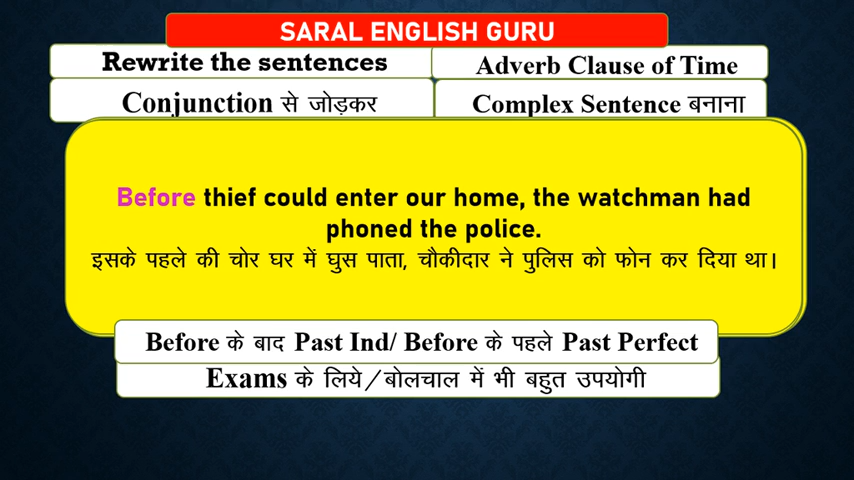 SARAL ENGLISH GURU
Rewrite the sentences
Adverb Clause of Time
Conjunction से जोड़कर
Complex Sentence बनाना
Before thief could enter our home, the watchman had
phoned the police.
इसके पहले की चोर घर में घुस पाता, चौकीदार ने पुलिस को फोन कर दिया था।
Before के बाद Past Ind/ Before के पहले Past Perfect
Exams के लिये/बोलचाल में भी बहुत उपयोगी